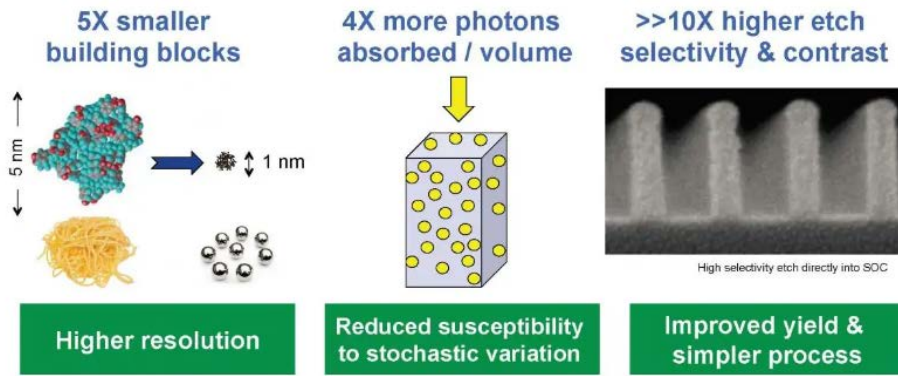 5X smaller
building blocks
5 nm
1 nm
Higher resolution
4X more photons
absorbed / volume
Reduced susceptibility
to stochastic variation
>>10X higher etch
selectivity & contrast
High selectivity etch directly into SOC
Improved yield &
simpler process